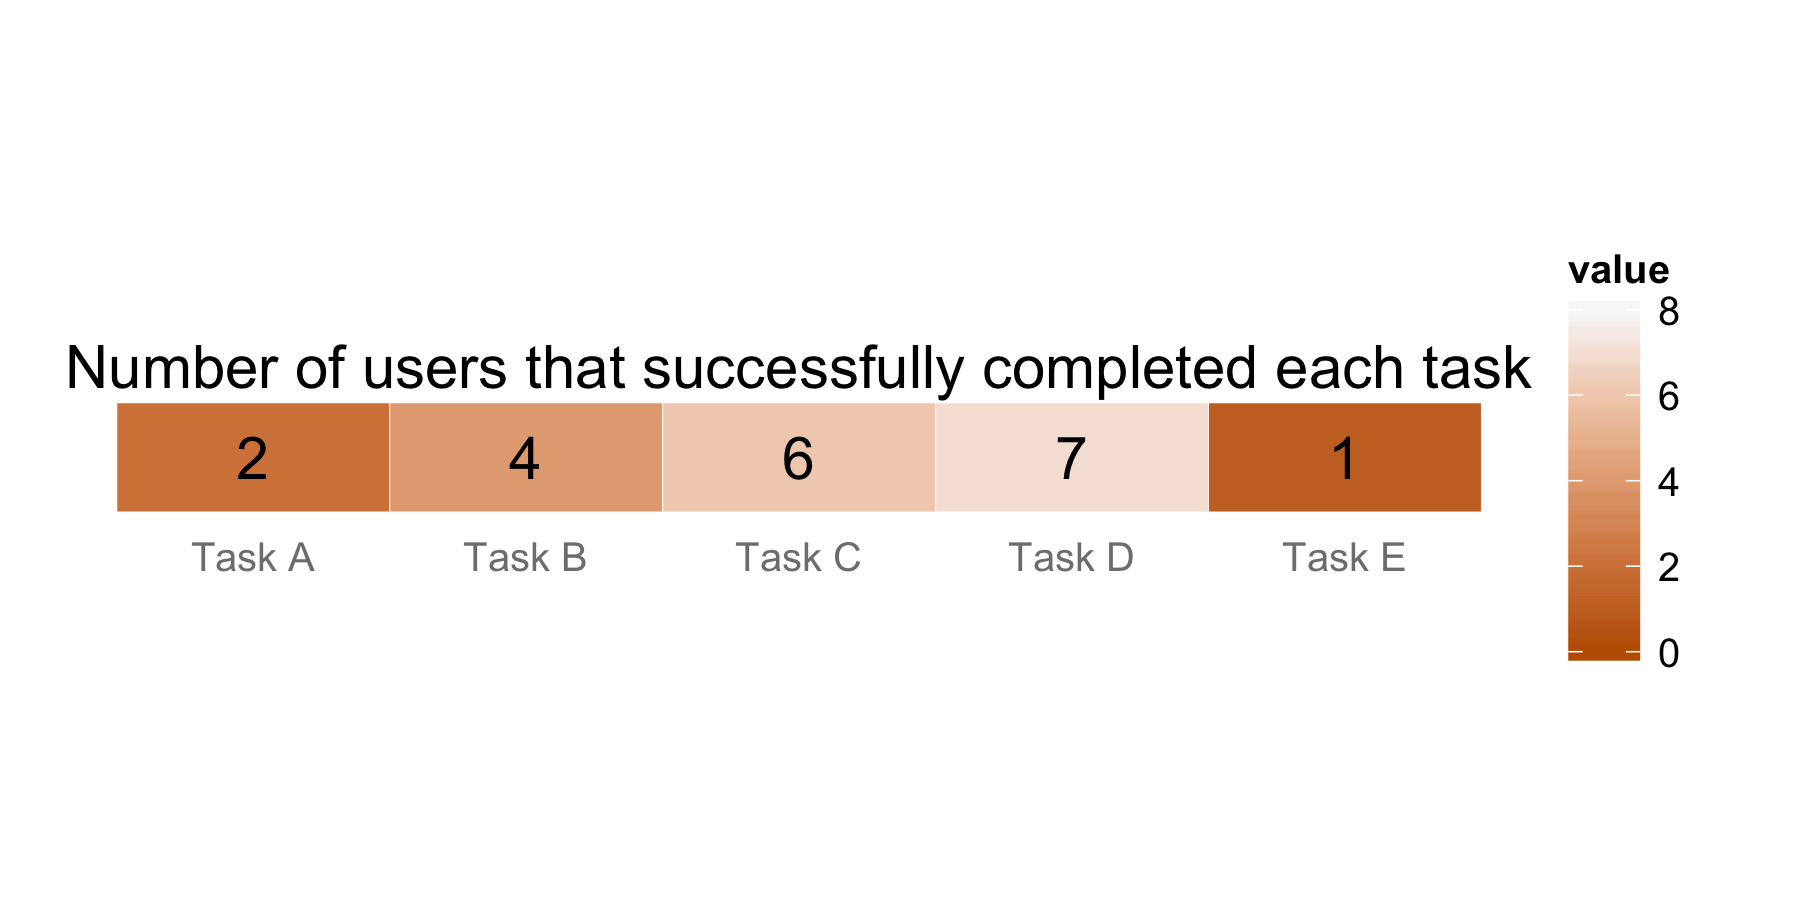 Number of users that successfully completed each task
2 4 6 7 1
Task A Task B Task C Task D Task E
value
8
6
4
2
0